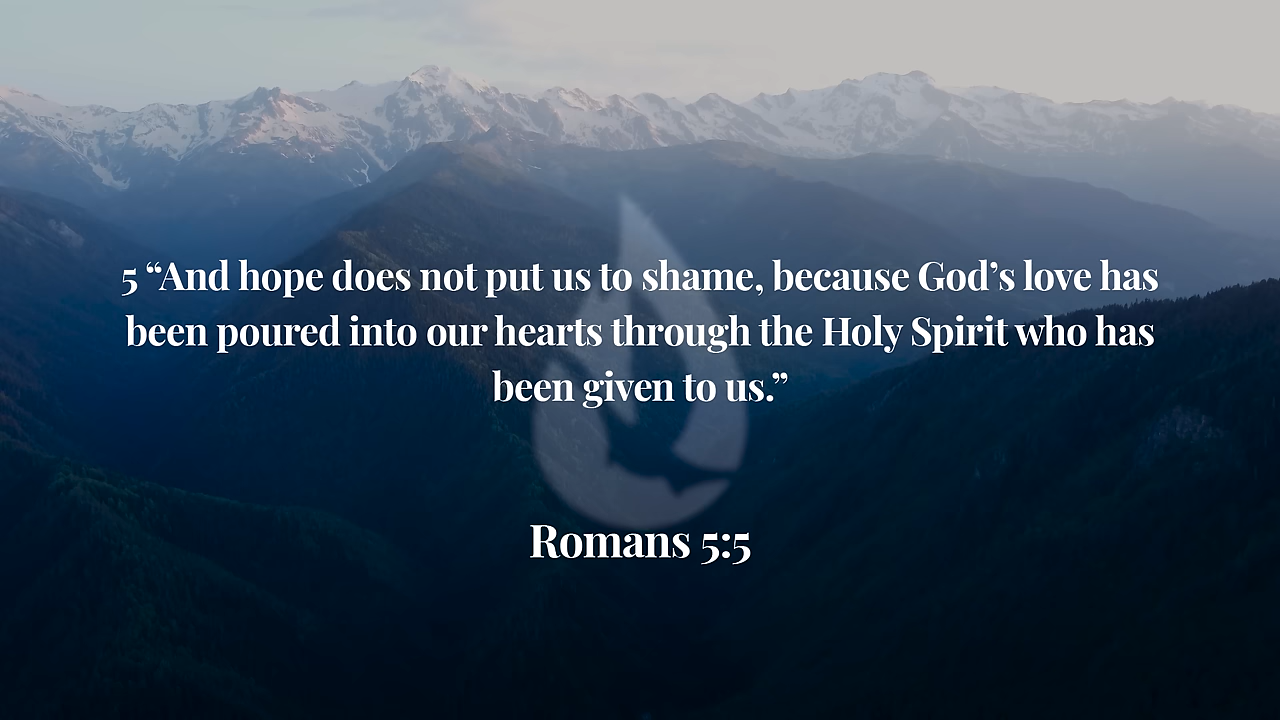 5 “And hope does not put us to shame, because God’s love has
been poured into our hearts through the Holy Spirit who has
been given to us.”
Romans 5:5